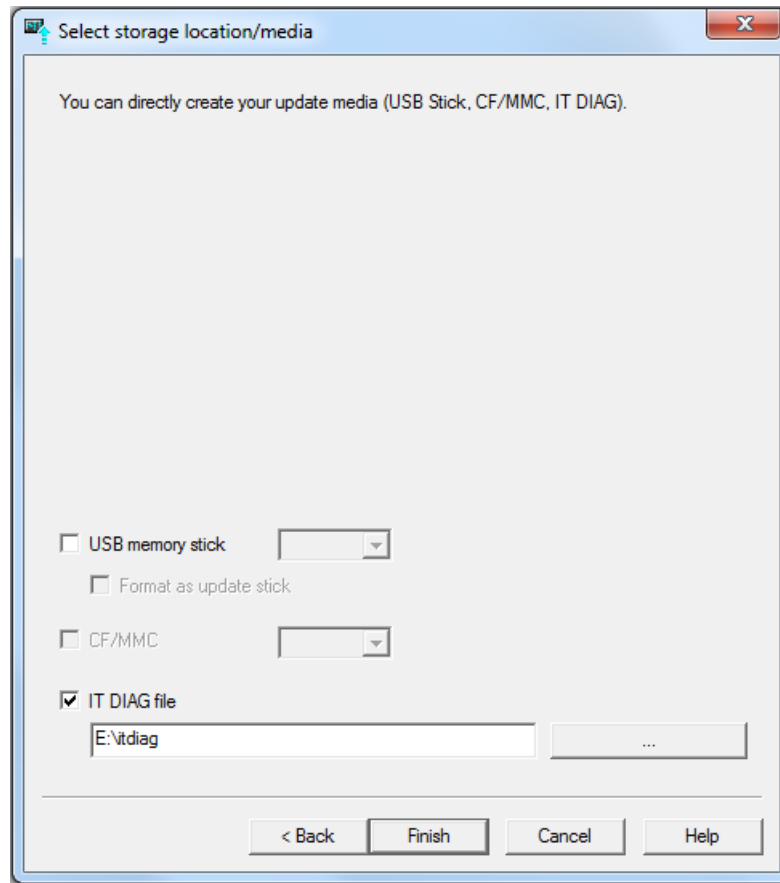 Select storage location/media
You can directly create your update media (USB Stick, CF/MMC, IT DIAG).
USB memory stick
Format as update stick
CF/MMC
IT DIAG file
E:\itdiag
...
< Back
Finish
Cancel
Help